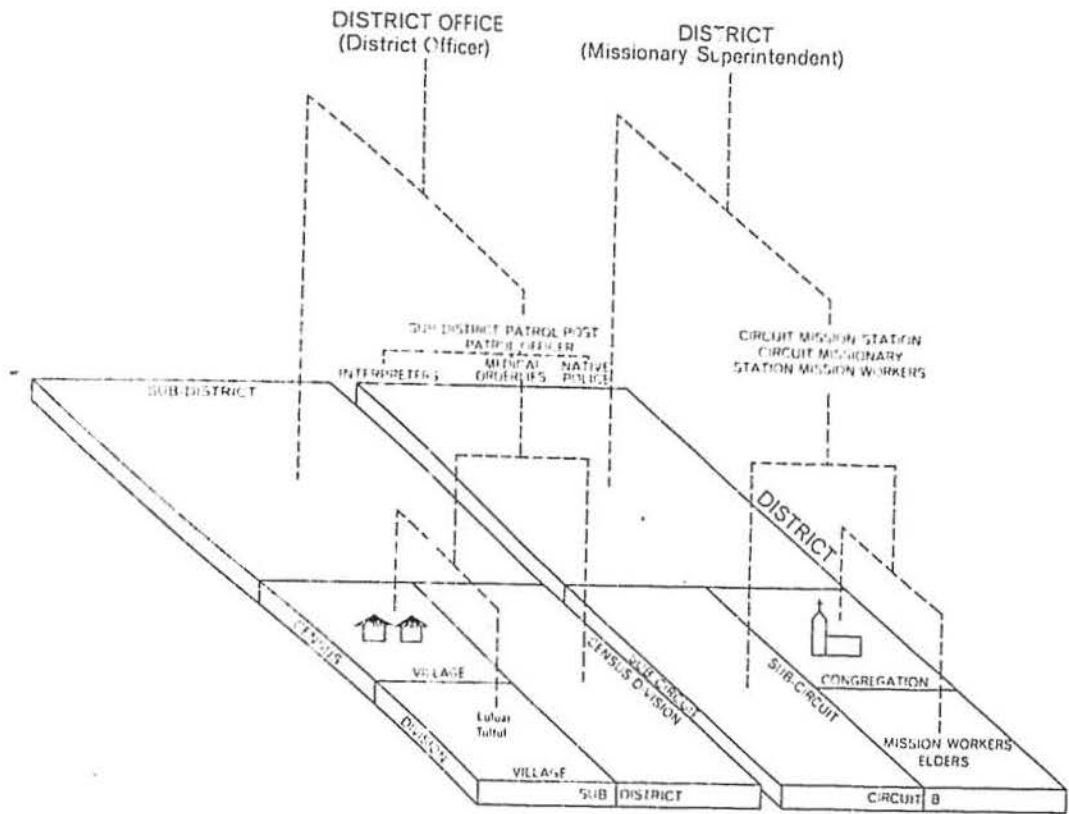 DISTRICT OFFICE
(District Officer)
DISTRICT
(Missionary Superintendent)
SUB DISTRICT PATROL POST
PATROL OFFICER
INTERPRETERS
MEDICAL
ORDERLIES
NATIVE
POLICE
CIRCUIT MISSION STATION
CIRCUIT MISSIONARY
STATION MISSION WORKERS
SUB-DISTRICT
DISTRICT
CENSUS
DIVISION
VILLAGE
Luluai
Tultul
VILLAGE
SUB DISTRICT
SUB-CIRCUIT
CENSUS DIVISION
SUB-CIRCUIT
CONGREGATION
MISSION WORKERS
ELDERS
CIRCUIT B